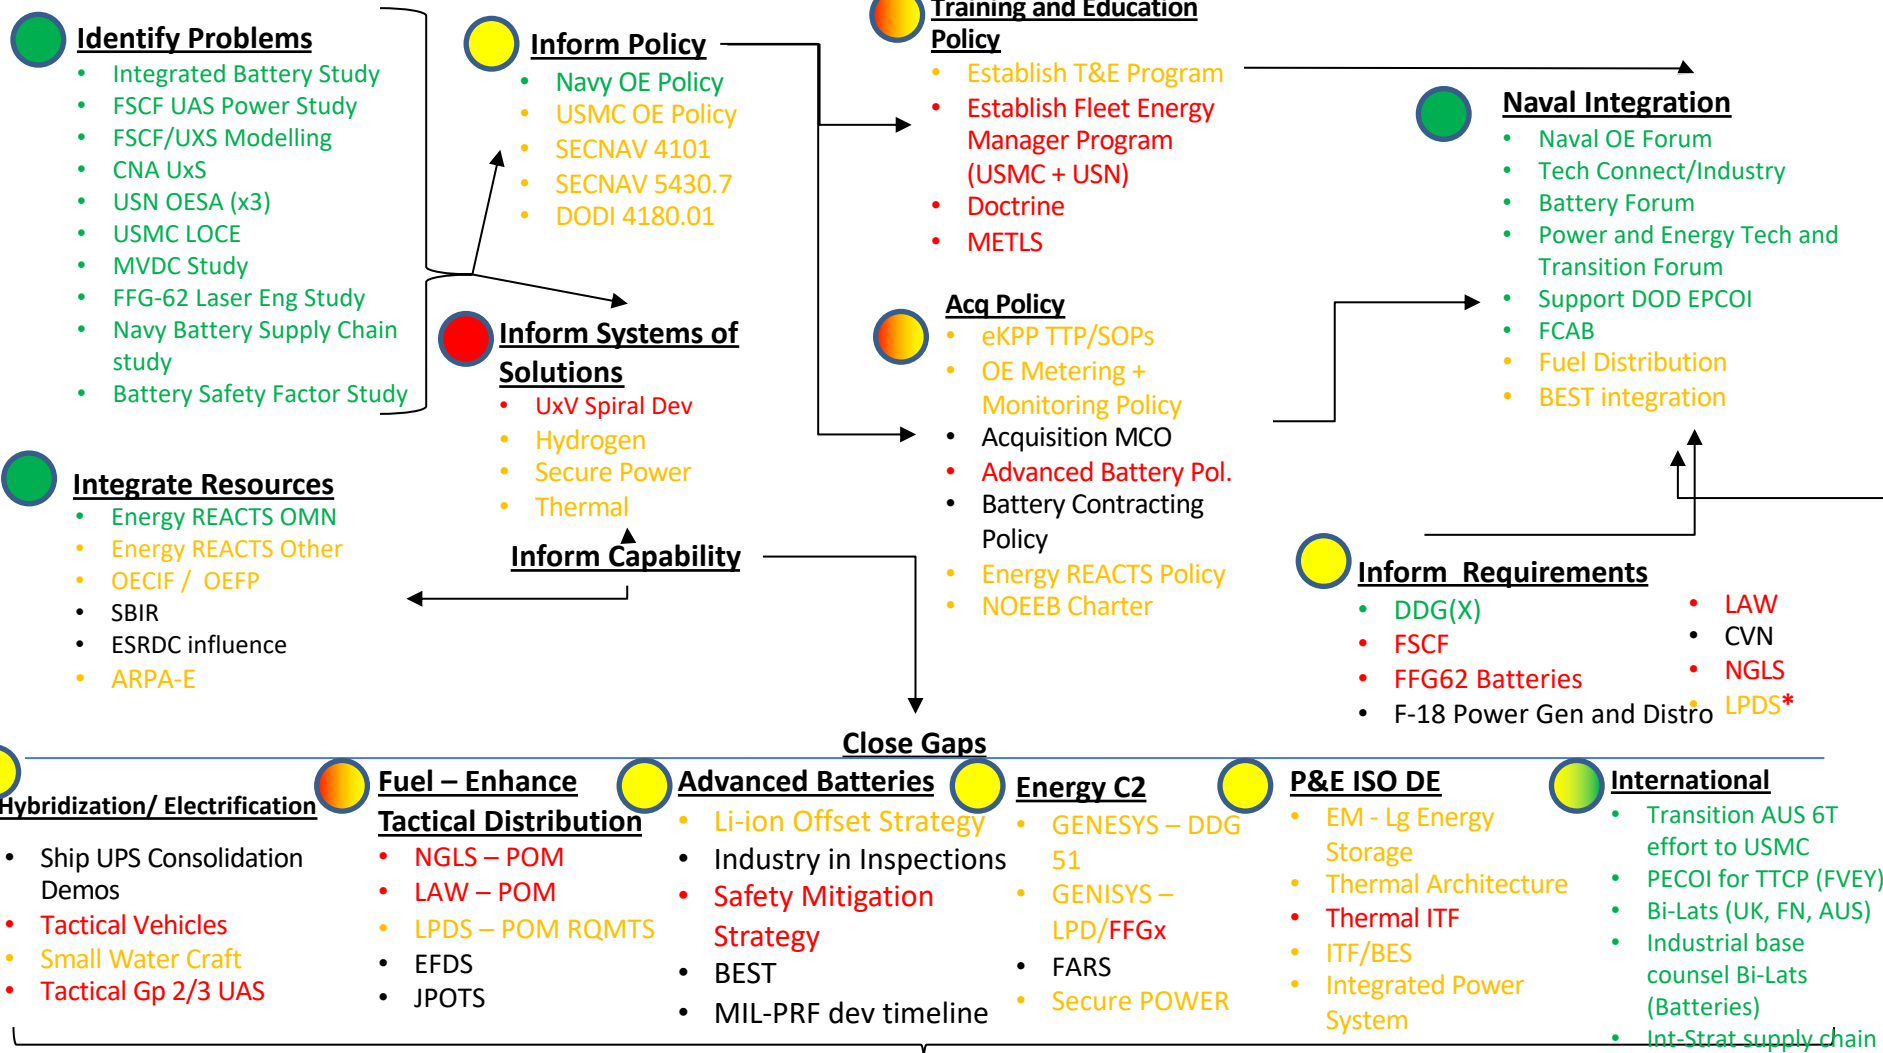 Identify Problems
• Integrated Battery Study
• FSCF UAS Power Study
• FSCF/UXS Modelling
• CNA UxS
• USN OESA (x3)
• USMC LOCE
• MVDC Study
• FFG-62 Laser Eng Study
• Navy Battery Supply Chain
study
• Battery Safety Factor Study
Inform Policy
• Navy OE Policy
• USMC OE Policy
• SECNAV 4101
• SECNAV 5430.7
• DODI 4180.01
Training and Education
Policy
• Establish T&E Program
• Establish Fleet Energy
Manager Program
(USMC + USN)
• Doctrine
• METLS
Naval Integration
• Naval OE Forum
• Tech Connect/Industry
• Battery Forum
• Power and Energy Tech and
Transition Forum
• Support DOD EPCOI
• FCAB
• Fuel Distribution
• BEST integration
Inform Systems of
Solutions
• UxV Spiral Dev
• Hydrogen
• Secure Power
• Thermal
Acq Policy
• eKPP TTP/SOPs
• OE Metering +
Monitoring Policy
• Acquisition MCO
• Advanced Battery Pol.
• Battery Contracting
Policy
• Energy REACTS Policy
• NOEEB Charter
Integrate Resources
• Energy REACTS OMN
• Energy REACTS Other
• OECIF / OEFP
• SBIR
• ESRDC influence
• ARPA-E
Inform Capability
Inform Requirements
• DDG(X)
• FSCF
• FFG62 Batteries
• F-18 Power Gen and Distro
• LAW
• CVN
• NGLS
• LPDS*
Close Gaps
Hybridization/ Electrification
• Ship UPS Consolidation
Demos
• Tactical Vehicles
• Small Water Craft
• Tactical Gp 2/3 UAS
Fuel – Enhance
Tactical Distribution
• NGLS – POM
• LAW – POM
• LPDS – POM RQMTS
• EFDS
• JPOTS
Advanced Batteries
• Li-ion Offset Strategy
• Industry in Inspections
• Safety Mitigation
Strategy
• BEST
• MIL-PRF dev timeline
Energy C2
• GENESYS – DDG
51
• GENISYS –
LPD/FFGx
• FARS
• Secure POWER
P&E ISO DE
• EM - Lg Energy
Storage
• Thermal Architecture
• Thermal ITF
• ITF/BES
• Integrated Power
System
International
• Transition AUS 6T
effort to USMC
• PECOI for TTCP (FVEY)
• Bi-Lats (UK, FN, AUS)
• Industrial base
counsel Bi-Lats
(Batteries)
• Int-Strat supply chain